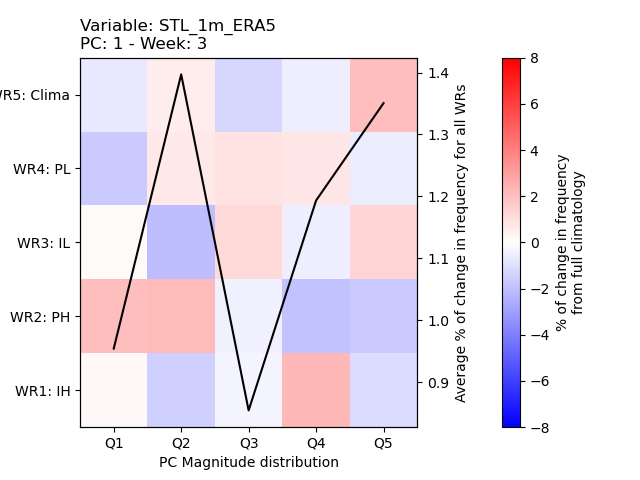 Variable: STL_1m_ERA5
PC: 1 - Week: 3
WR5: Clima
WR4: PL
WR3: IL
WR2: PH
WR1: IH
Q1 Q2 Q3 Q4 Q5
PC Magnitude distribution
1.4
1.3
1.2
1.1
1.0
0.9
Average % of change in frequency for all WRs
8
6
4
2
0
−2
−4
−6
−8
% of change in frequency
from full climatology